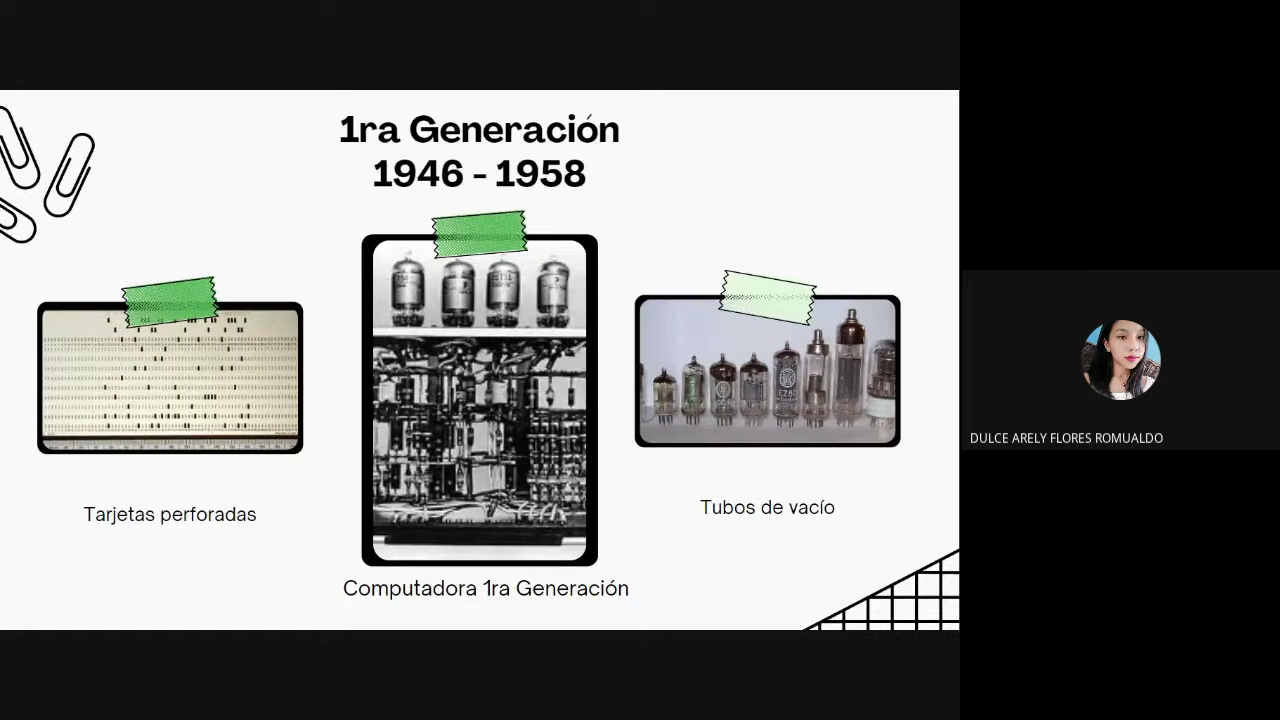 1ra Generación
1946 - 1958
Tarjetas perforadas
Computadora 1ra Generación
Tubos de vacío
DULCE ARELY FLORES ROMUALDO